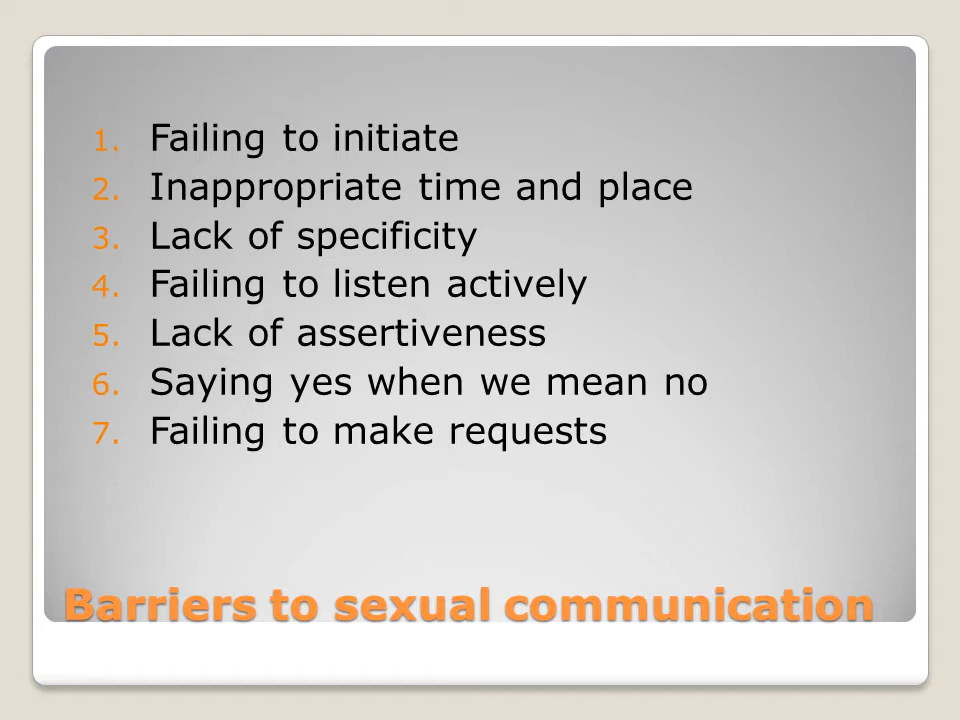 1. Failing to initiate
2. Inappropriate time and place
3. Lack of specificity
4. Failing to listen actively
5. Lack of assertiveness
6. Saying yes when we mean no
7. Failing to make requests
Barriers to sexual communication